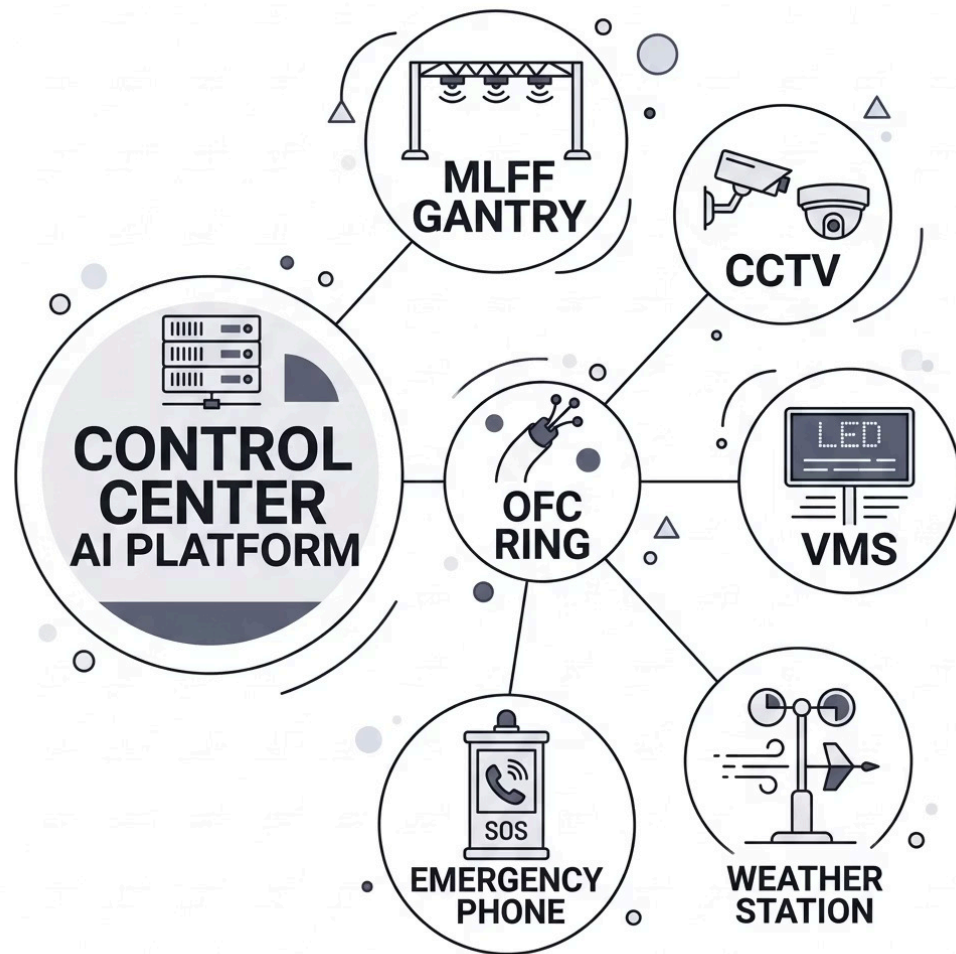 MLFF
GANTRY
CCTV
CONTROL
CENTER
AI PLATFORM
OFC
RING
LED
VMS
SOS
EMERGENCY
PHONE
WEATHER
STATION